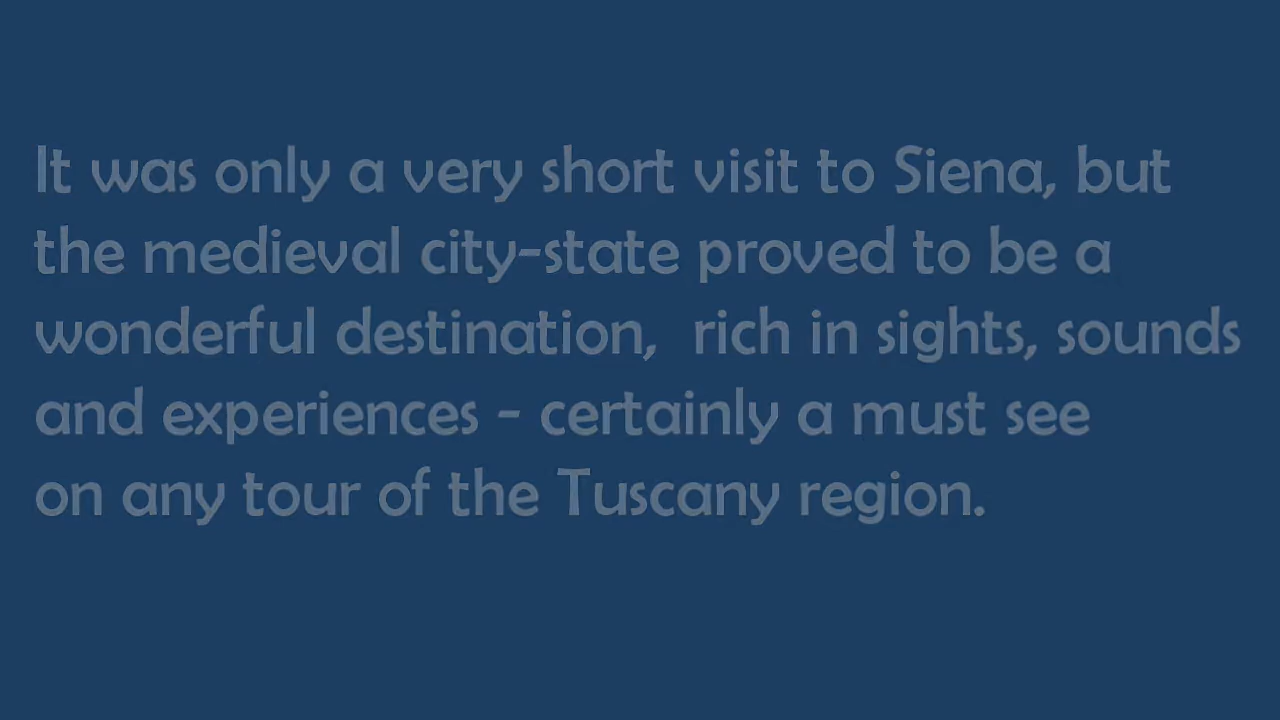 It was only a very short visit to Siena, but
the medieval city-state proved to be a
wonderful destination,  rich in sights, sounds
and experiences - certainly a must see
on any tour of the Tuscany region.